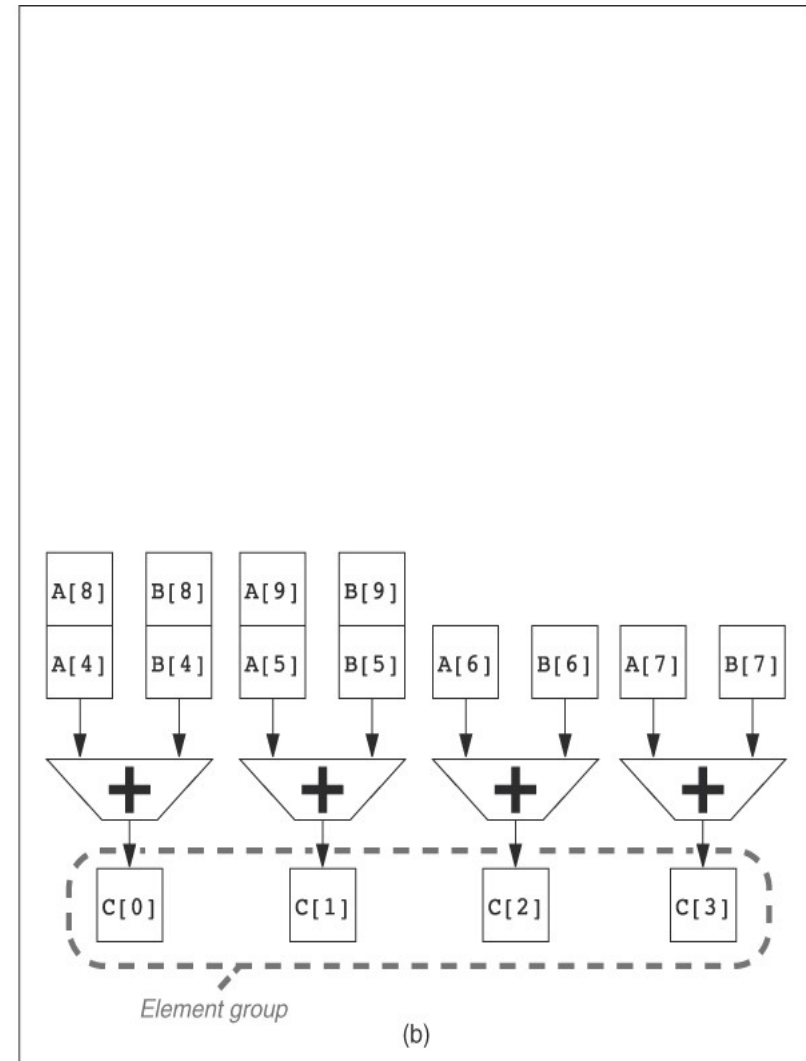 A[8] B[8] A[9] B[9]
A[4] B[4] A[5] B[5] A[6] B[6] A[7] B[7]
+ + + +
C[0] C[1] C[2] C[3]
Element group
(b)